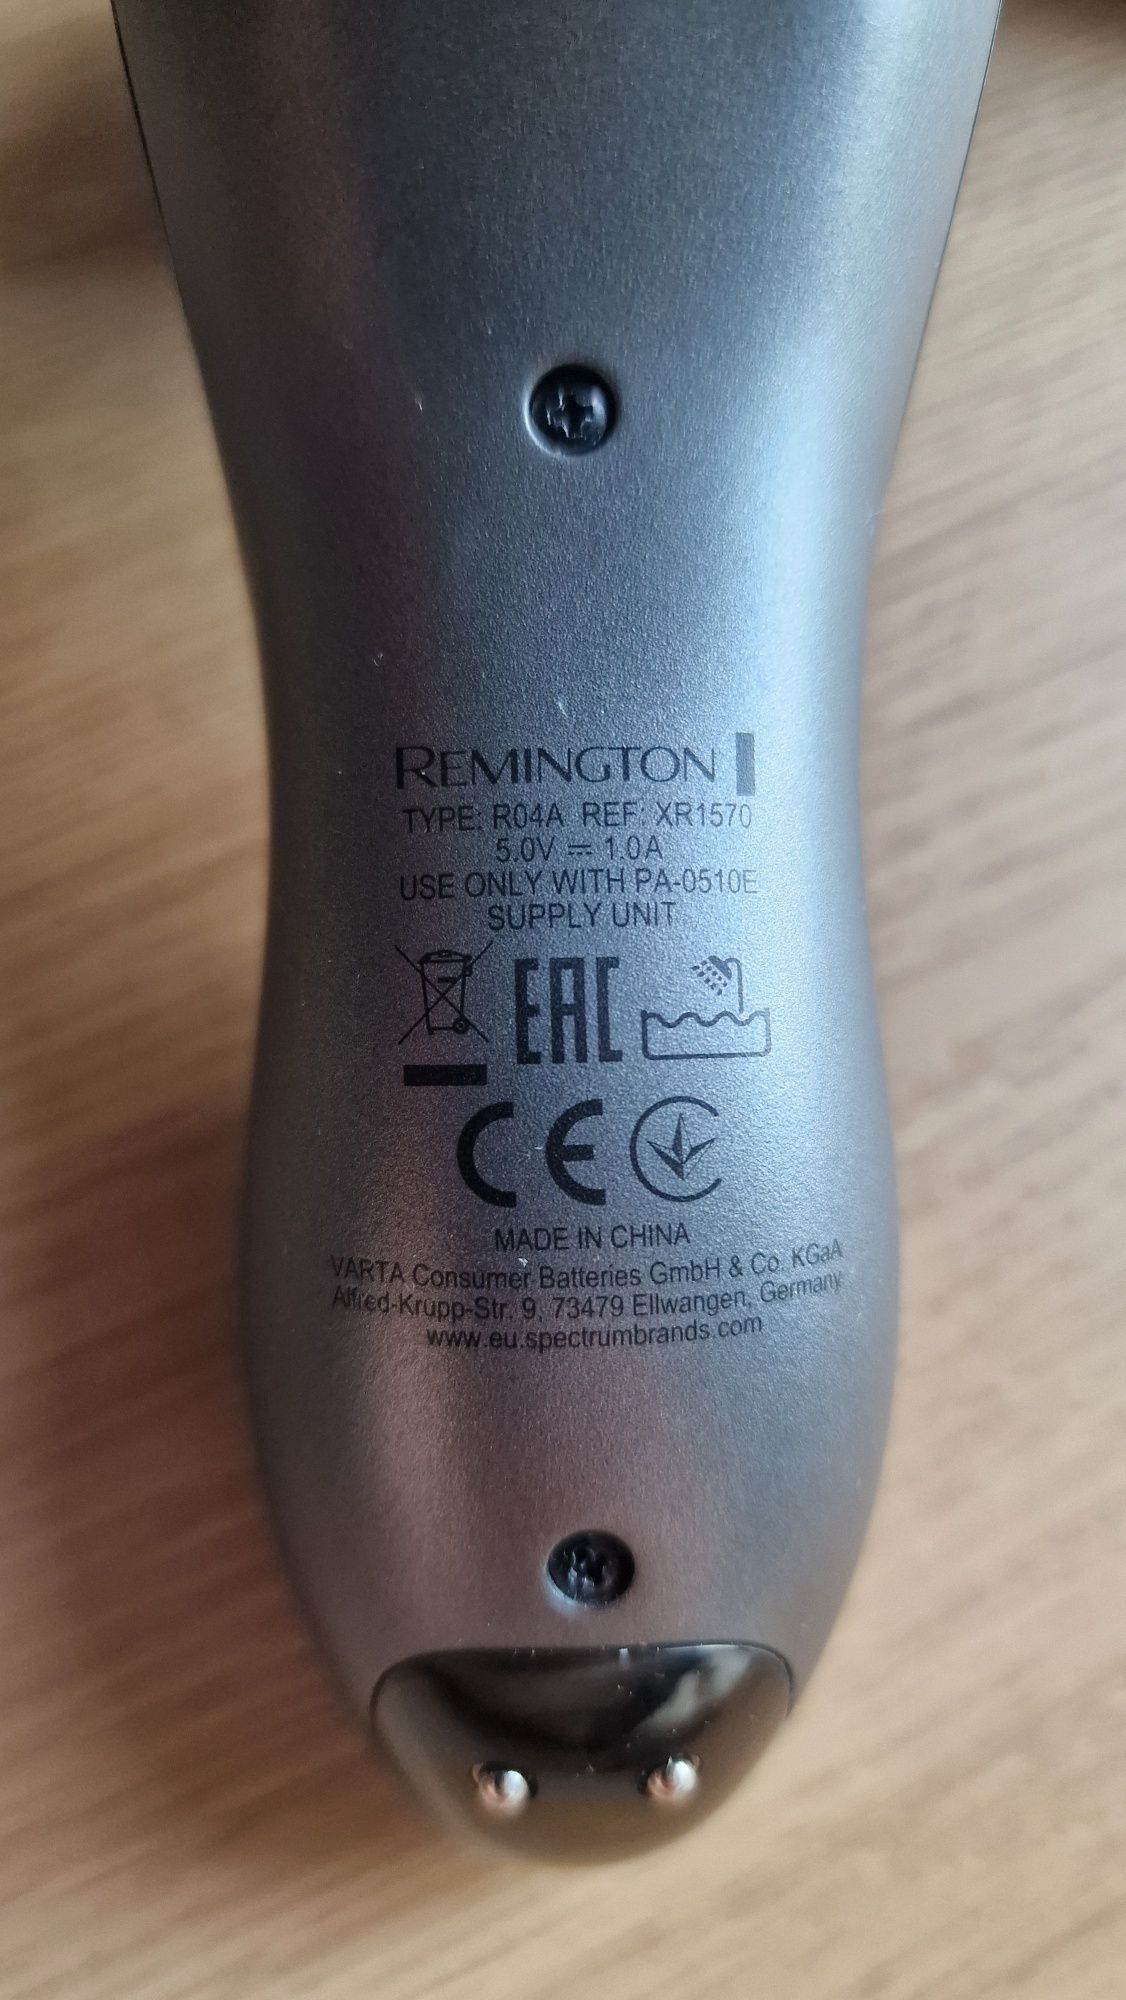 REMINGTON
TYPE: R04A REF: XR1570
5.0V ⎓ 1.0A
USE ONLY WITH PA-0510E
SUPPLY UNIT
EAC
CE
MADE IN CHINA
VARTA Consumer Batteries GmbH & Co. KGaA
Alfred-Krupp-Str. 9, 73479 Ellwangen, Germany
www.eu.spectrumbrands.com